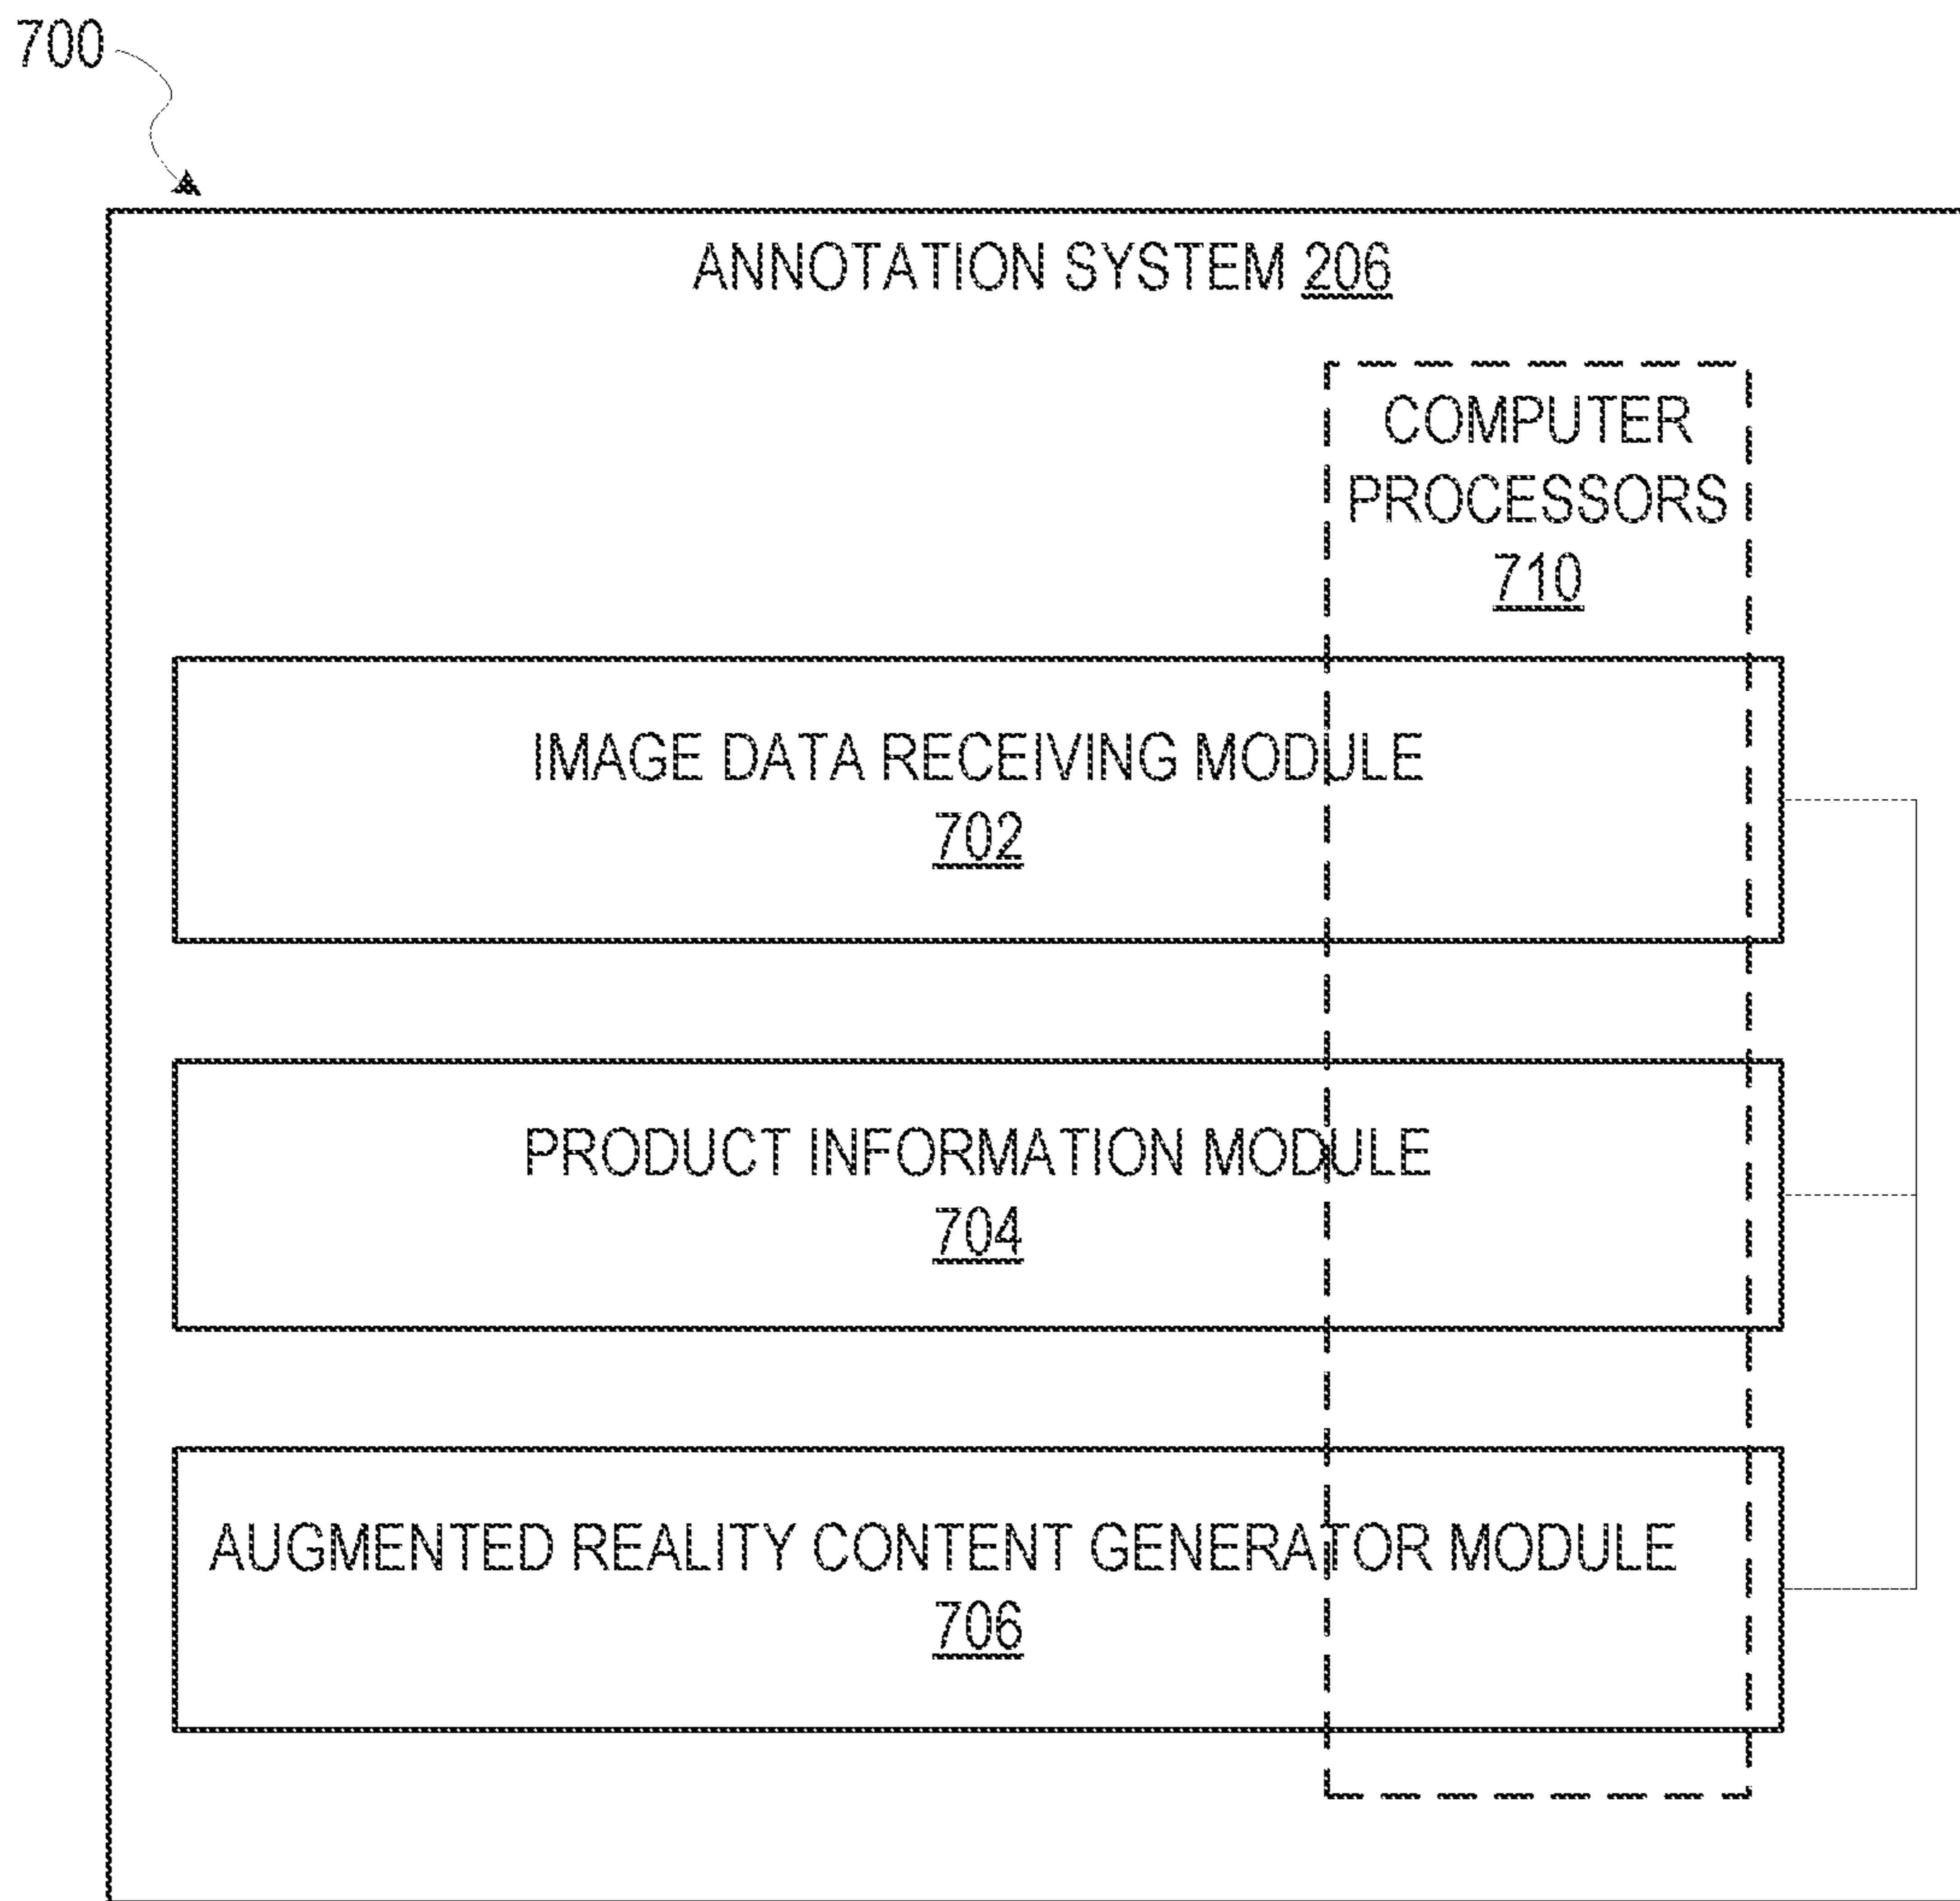 700
ANNOTATION SYSTEM 206
COMPUTER
PROCESSORS
710
IMAGE DATA RECEIVING MODULE
702
PRODUCT INFORMATION MODULE
704
AUGMENTED REALITY CONTENT GENERATOR MODULE
706